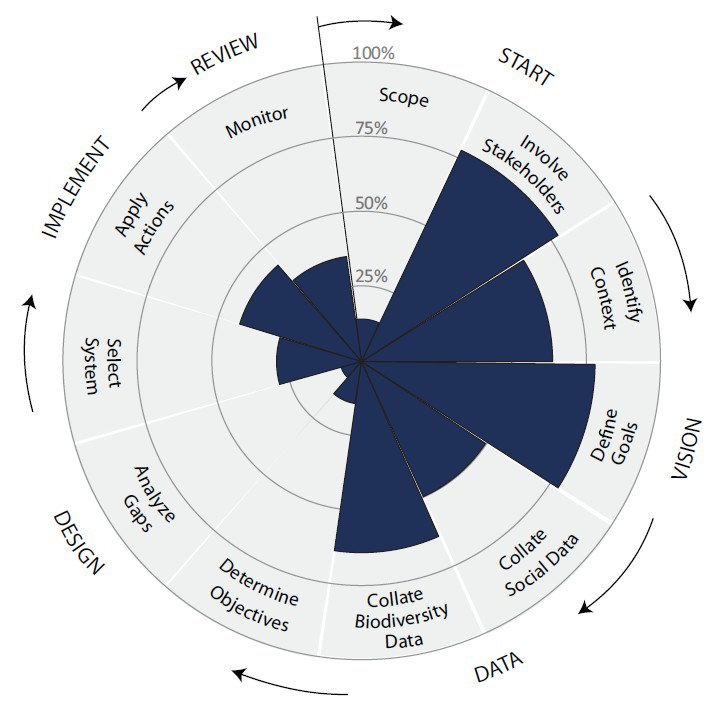 REVIEW
START
100%
75%
50%
25%
Scope
Involve
Stakeholders
Identify
Context
VISION
Define
Goals
Collate
Social Data
DATA
Collate
Biodiversity
Data
Determine
Objectives
DESIGN
Analyze
Gaps
Select
System
IMPLEMENT
Apply
Actions
Monitor